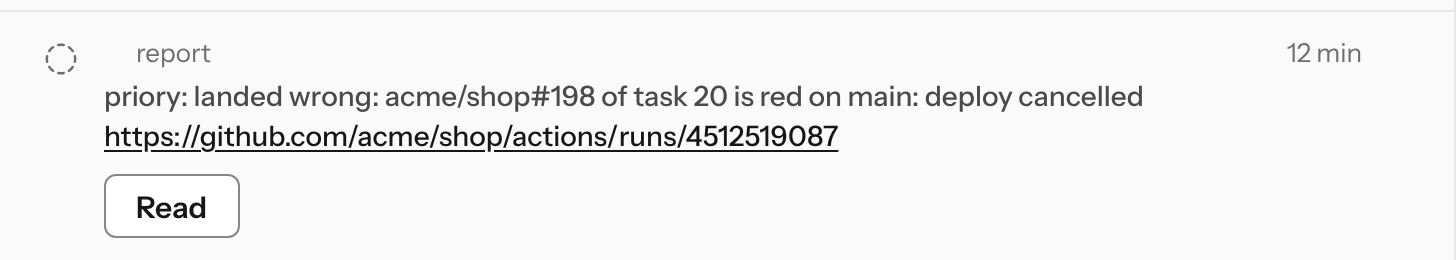 report 12 min
priory: landed wrong: acme/shop#198 of task 20 is red on main: deploy cancelled
https://github.com/acme/shop/actions/runs/4512519087
Read